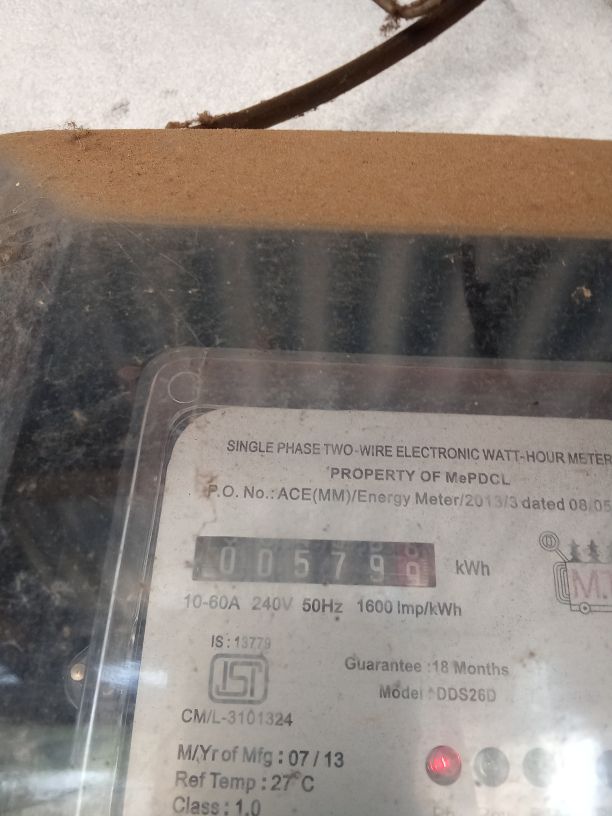 SINGLE PHASE TWO-WIRE ELECTRONIC WATT-HOUR METER
PROPERTY OF MePDCL
P.O. No.: ACE(MM)/Energy Meter/2013/3 dated 08/05
00579 kWh
10-60A 240V 50Hz 1600 Imp/kWh
IS : 13779
ISI
CM/L-3101324
Guarantee : 18 Months
Model : DDS26D
M/Yr of Mfg : 07 / 13
Ref Temp : 27°C
Class : 1.0